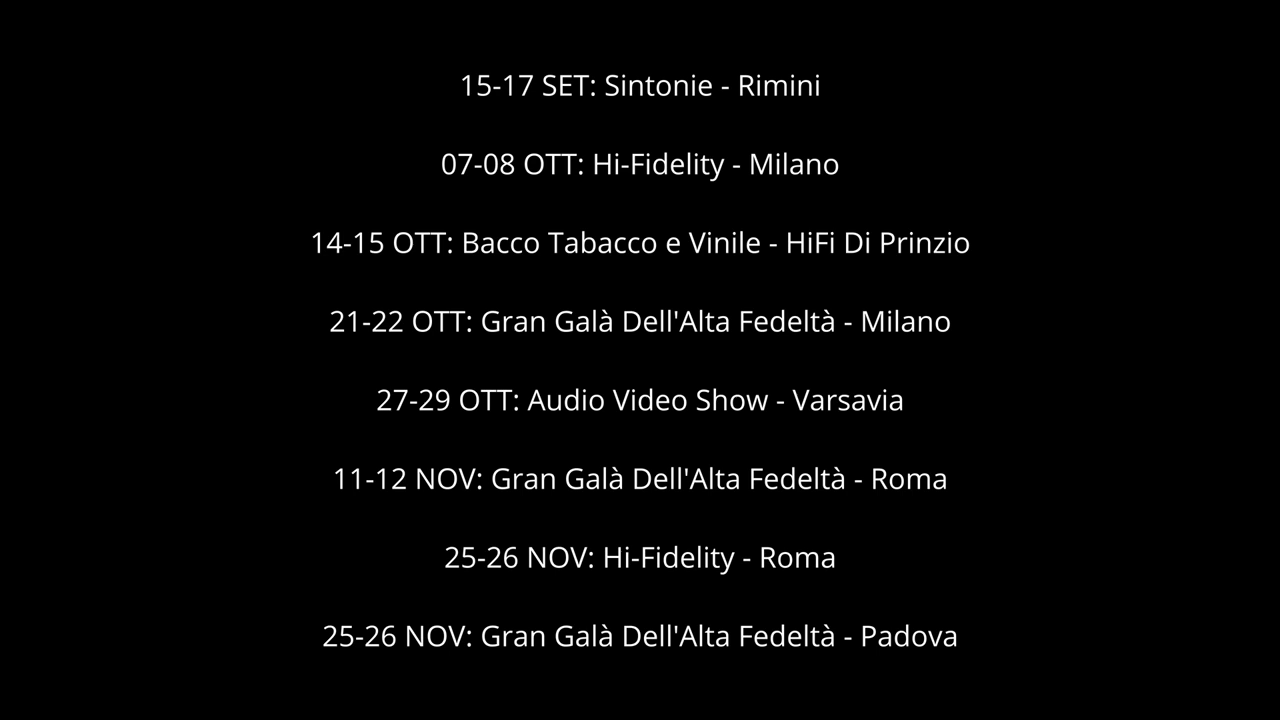 15-17 SET: Sintonie - Rimini
07-08 OTT: Hi-Fidelity - Milano
14-15 OTT: Bacco Tabacco e Vinile - HiFi Di Prinzio
21-22 OTT: Gran Galà Dell'Alta Fedeltà - Milano
27-29 OTT: Audio Video Show - Varsavia
11-12 NOV: Gran Galà Dell'Alta Fedeltà - Roma
25-26 NOV: Hi-Fidelity - Roma
25-26 NOV: Gran Galà Dell'Alta Fedeltà - Padova